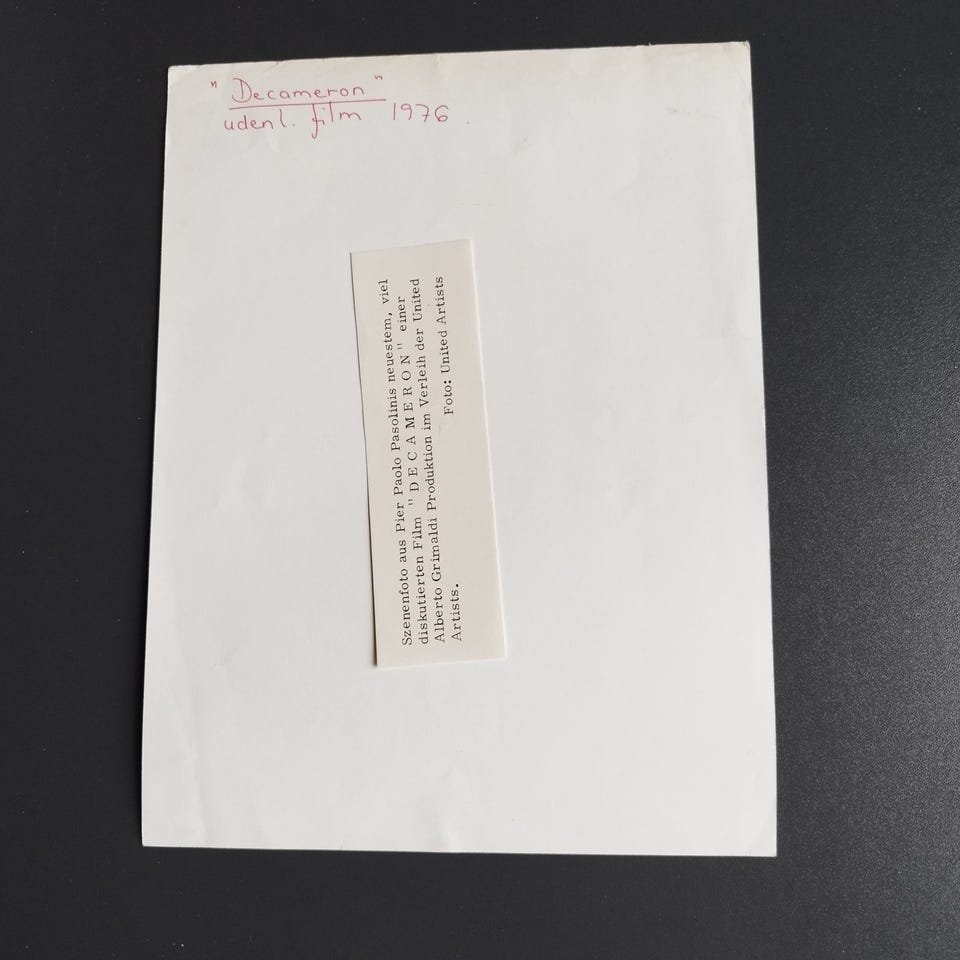 "Decameron"
udenl. film 1976.
Szenenfoto aus Pier Paolo Pasolinis neuestem, viel
diskutierten Film "D E C A M E R O N" einer
Alberto Grimaldi Produktion im Verleih der United
Artists. Foto: United Artists